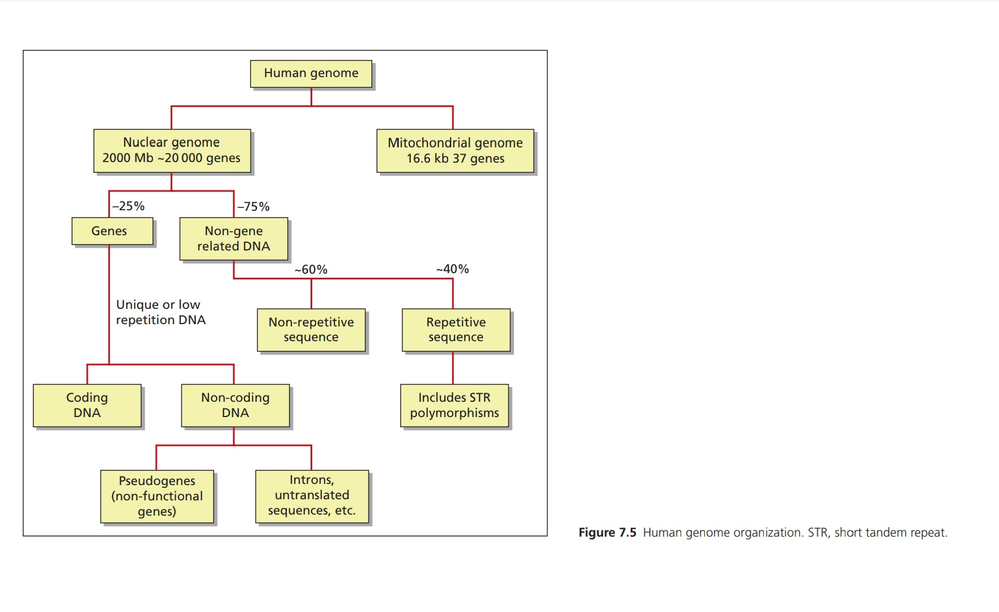 Human genome
Nuclear genome
2000 Mb ~20 000 genes
Mitochondrial genome
16.6 kb 37 genes
–25%
–75%
Genes
Non-gene
related DNA
~60%
~40%
Unique or low
repetition DNA
Non-repetitive
sequence
Repetitive
sequence
Coding
DNA
Non-coding
DNA
Includes STR
polymorphisms
Pseudogenes
(non-functional
genes)
Introns,
untranslated
sequences, etc.
Figure 7.5 Human genome organization. STR, short tandem repeat.